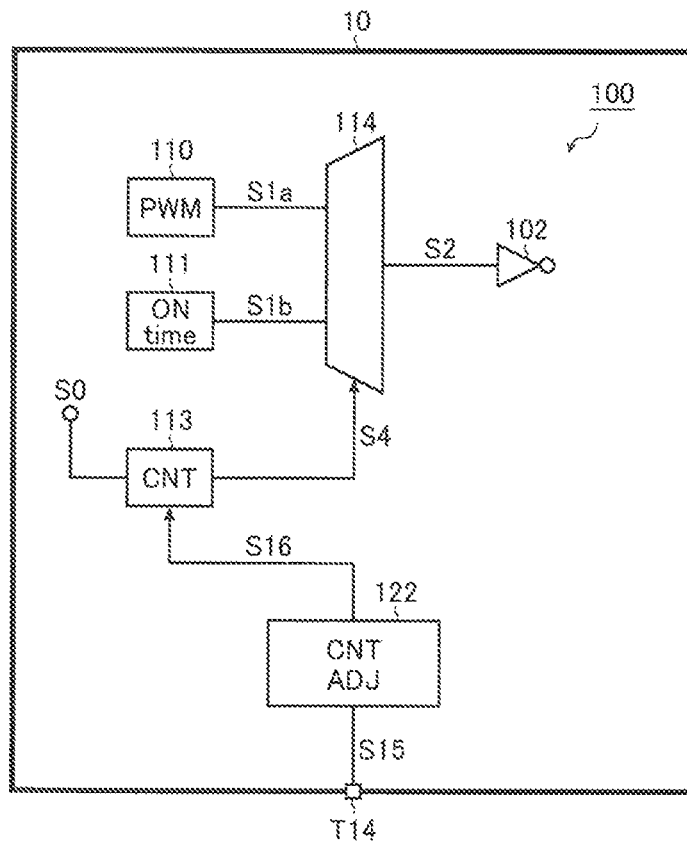 10
100
114
110
PWM
S1a
102
S2
111
ON
time
S1b
S0
113
CNT
S4
S16
122
CNT
ADJ
S15
T14